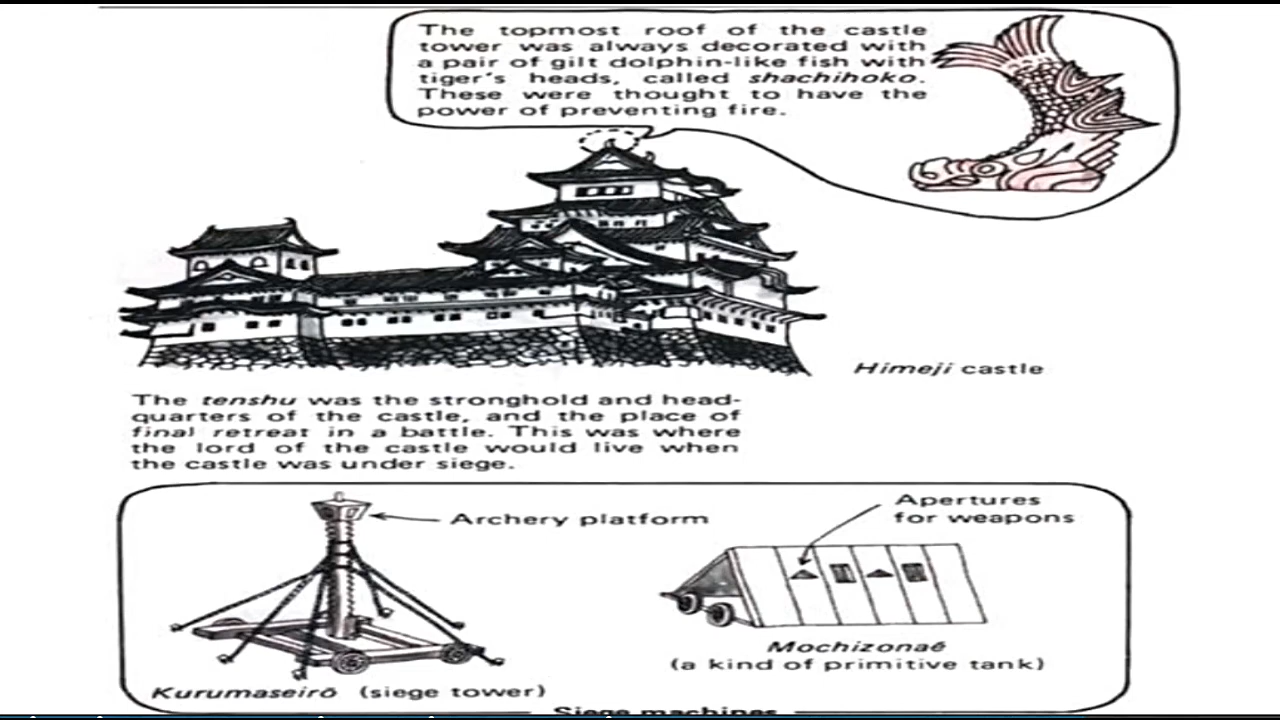 The topmost roof of the castle
tower was always decorated with
a pair of gilt dolphin-like fish with
tiger's heads, called shachihoko.
These were thought to have the
power of preventing fire.
Himeji castle
The tenshu was the stronghold and head-
quarters of the castle, and the place of
final retreat in a battle. This was where
the lord of the castle would live when
the castle was under siege.
Archery platform
Apertures
for weapons
Kurumaseirō (siege tower)
Mochizonaē
(a kind of primitive tank)
Siege machines